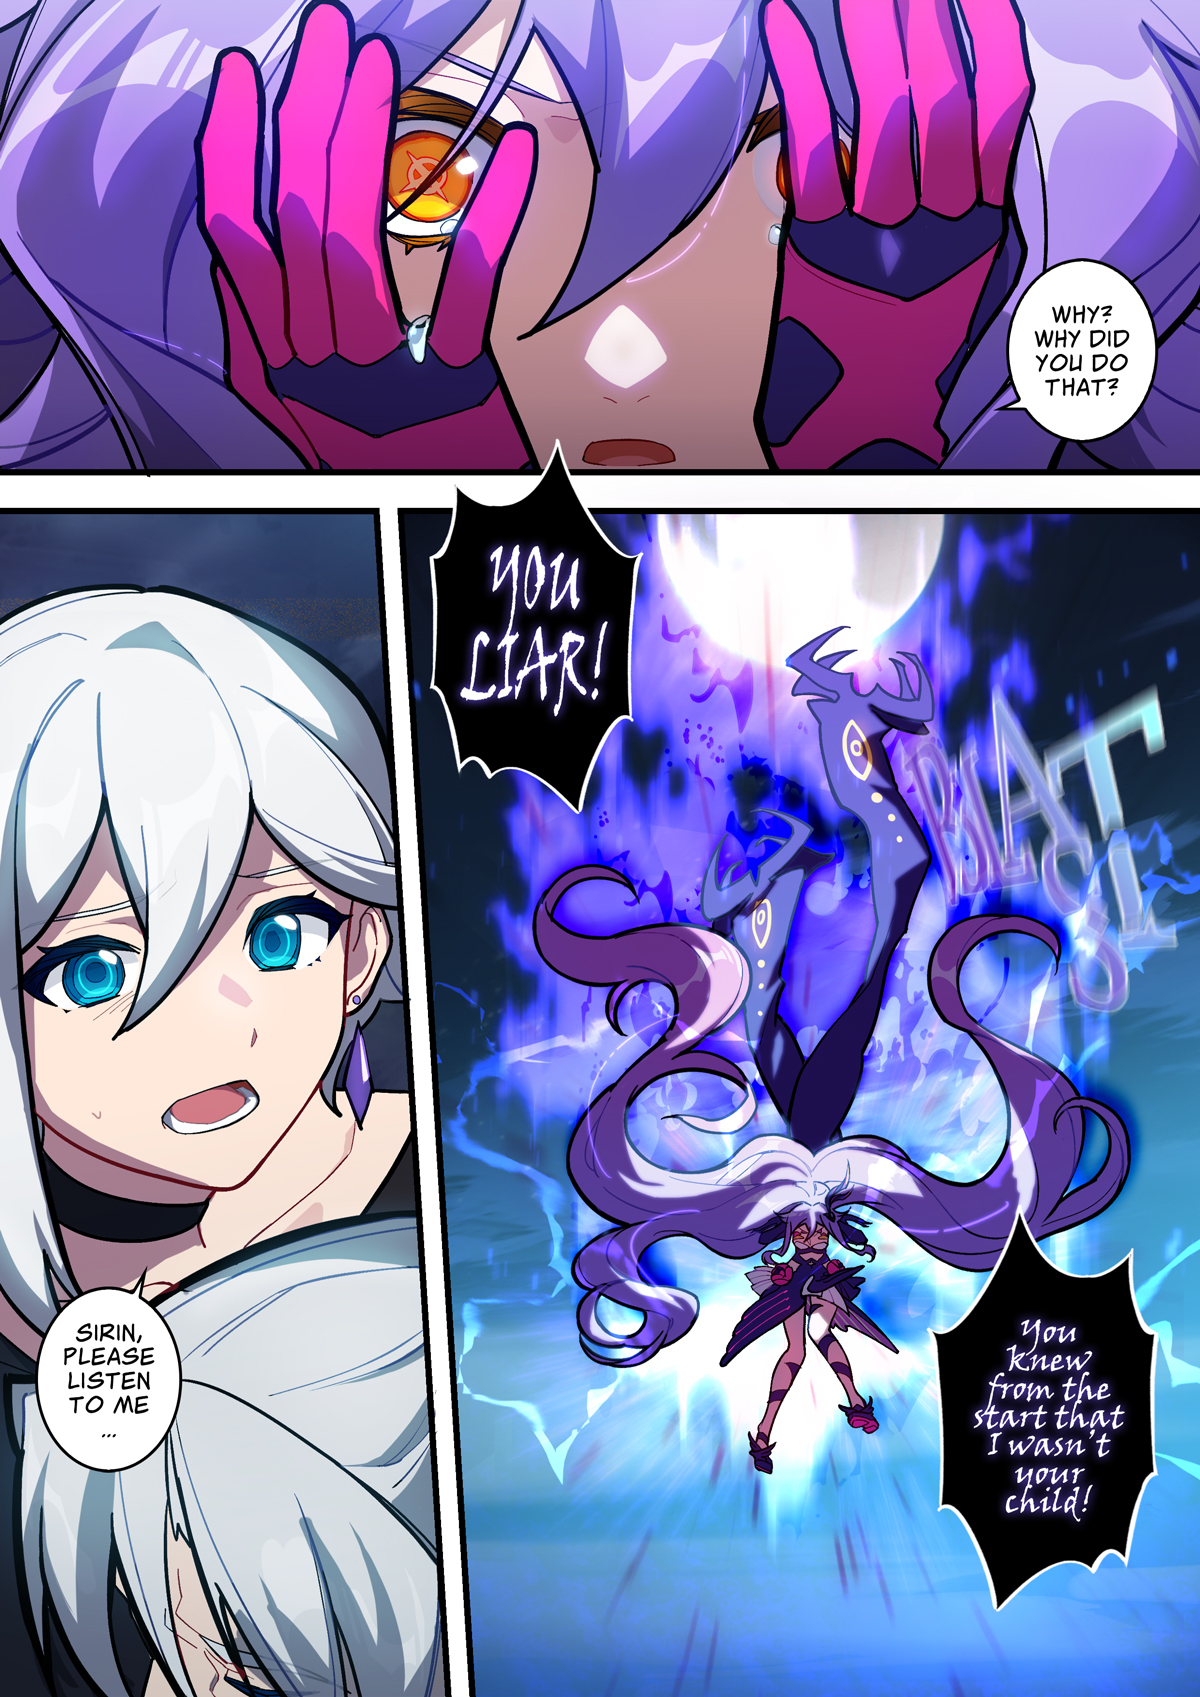 WHY?
WHY DID
YOU DO
THAT?
YOU
LIAR!
BLAST
SIRIN,
PLEASE
LISTEN
TO ME
...
You
knew
from the
start that
I wasn't
your
child!